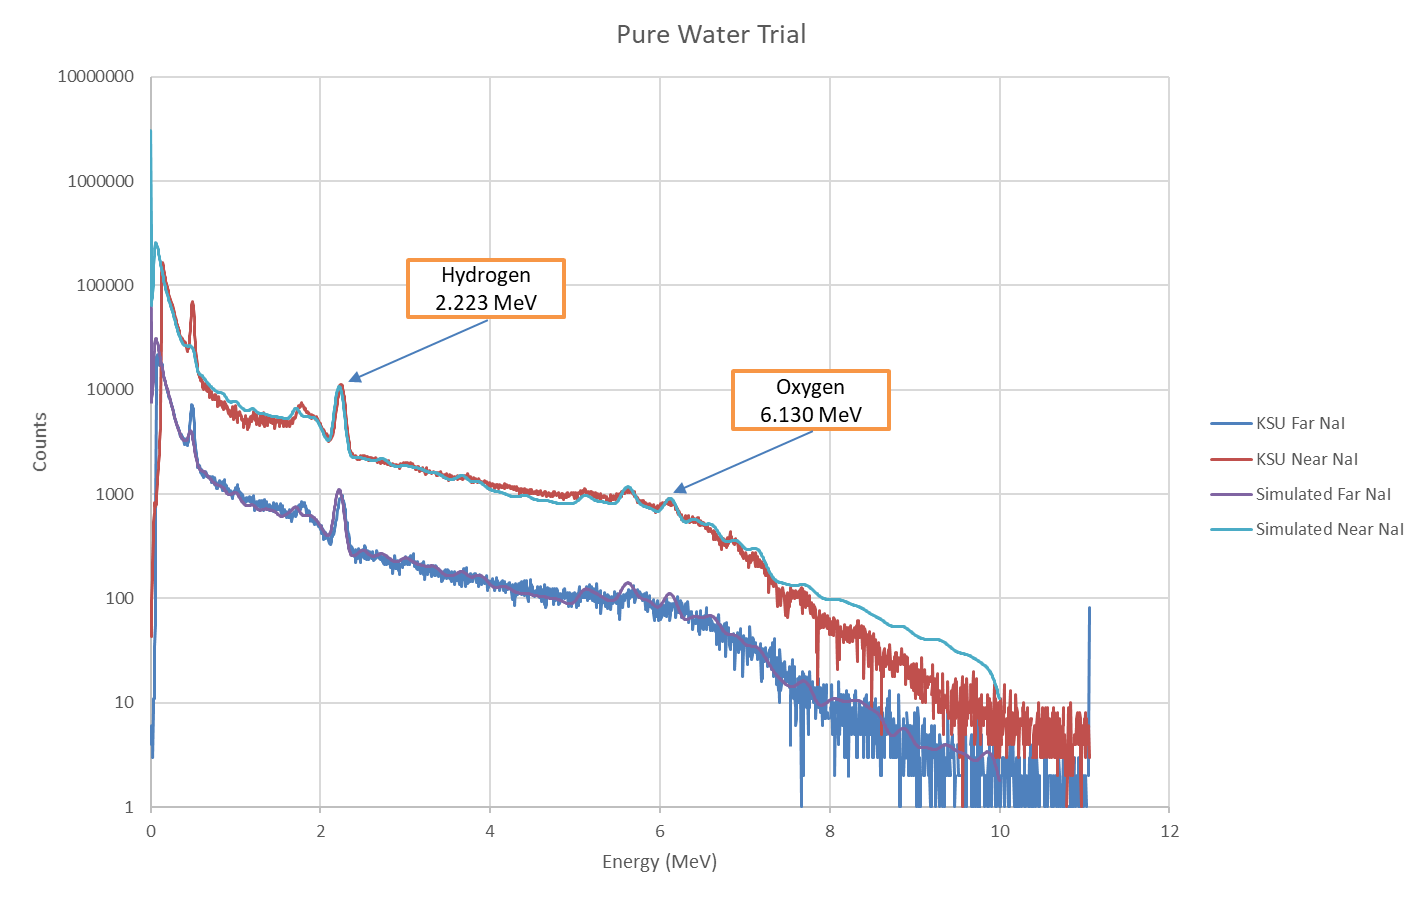 Pure Water Trial
10000000
1000000
100000
10000
1000
100
10
1
Counts
Hydrogen
2.223 MeV
Oxygen
6.130 MeV
KSU Far NaI
KSU Near NaI
Simulated Far NaI
Simulated Near NaI
0 2 4 6 8 10 12
Energy (MeV)